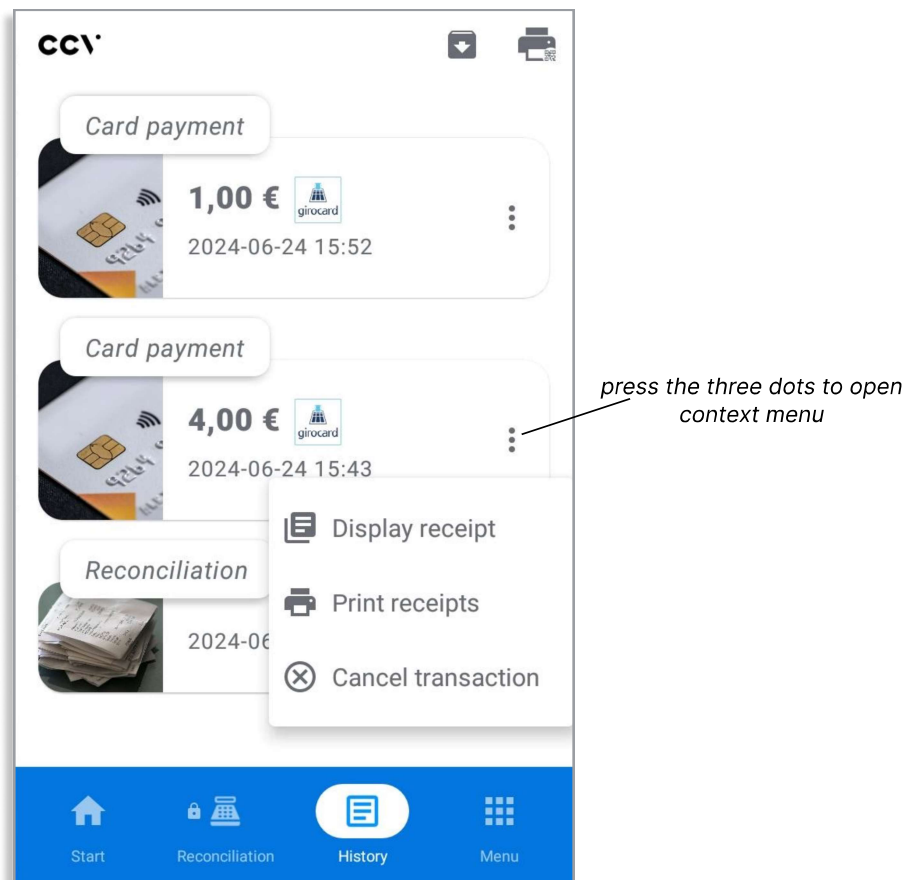 ccv
Card payment
1,00 € girocard
2024-06-24 15:52
Card payment
4,00 € girocard
2024-06-24 15:43
press the three dots to open
context menu
Display receipt
Reconciliation
Print receipts
2024-06
Cancel transaction
Start
Reconciliation
History
Menu